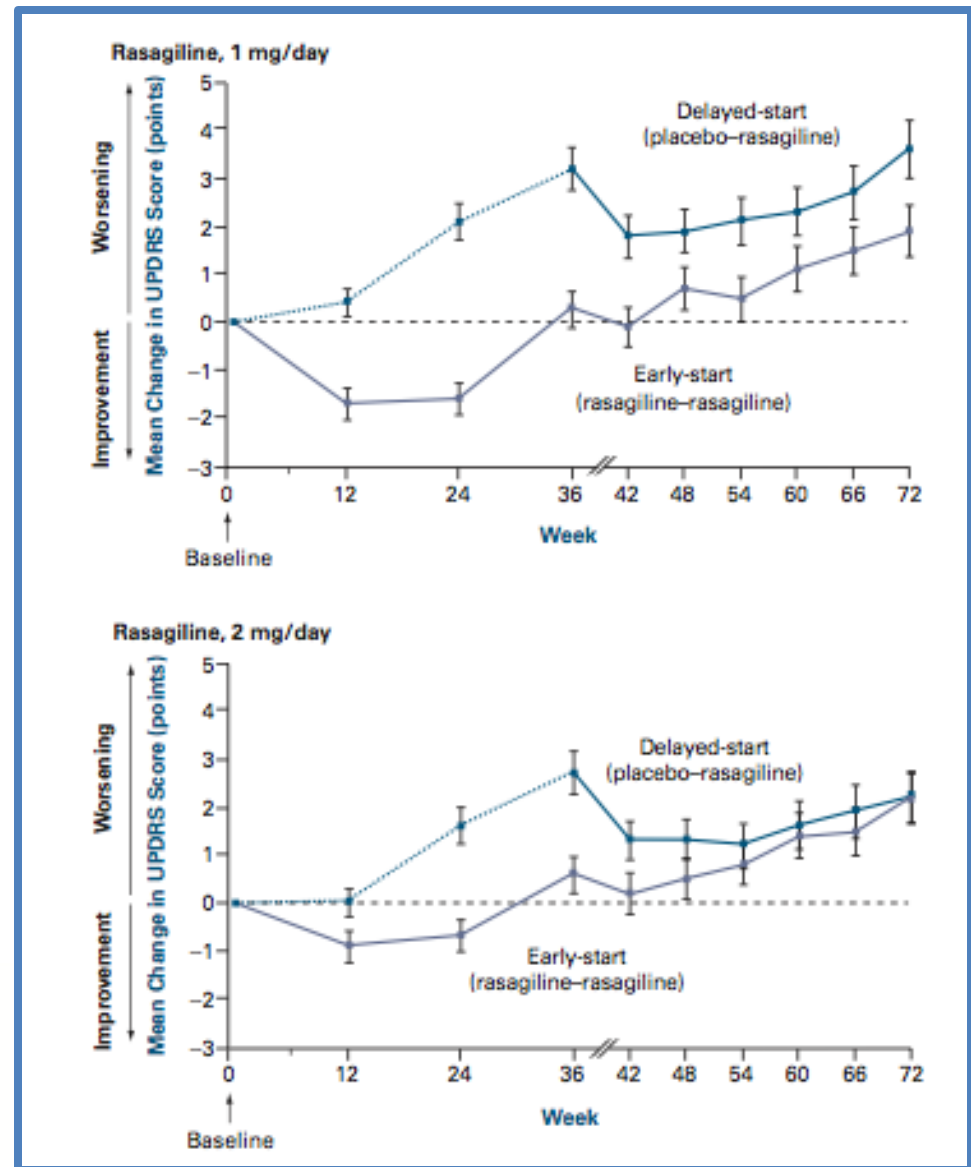 Rasagiline, 1 mg/day
Worsening
Improvement
Mean Change in UPDRS Score (points)
5
4
3
2
1
0
−1
−2
−3
Delayed-start
(placebo–rasagiline)
Early-start
(rasagiline–rasagiline)
0 12 24 36 42 48 54 60 66 72
Week
Baseline
Rasagiline, 2 mg/day
Worsening
Improvement
Mean Change in UPDRS Score (points)
5
4
3
2
1
0
−1
−2
−3
Delayed-start
(placebo–rasagiline)
Early-start
(rasagiline–rasagiline)
0 12 24 36 42 48 54 60 66 72
Week
Baseline